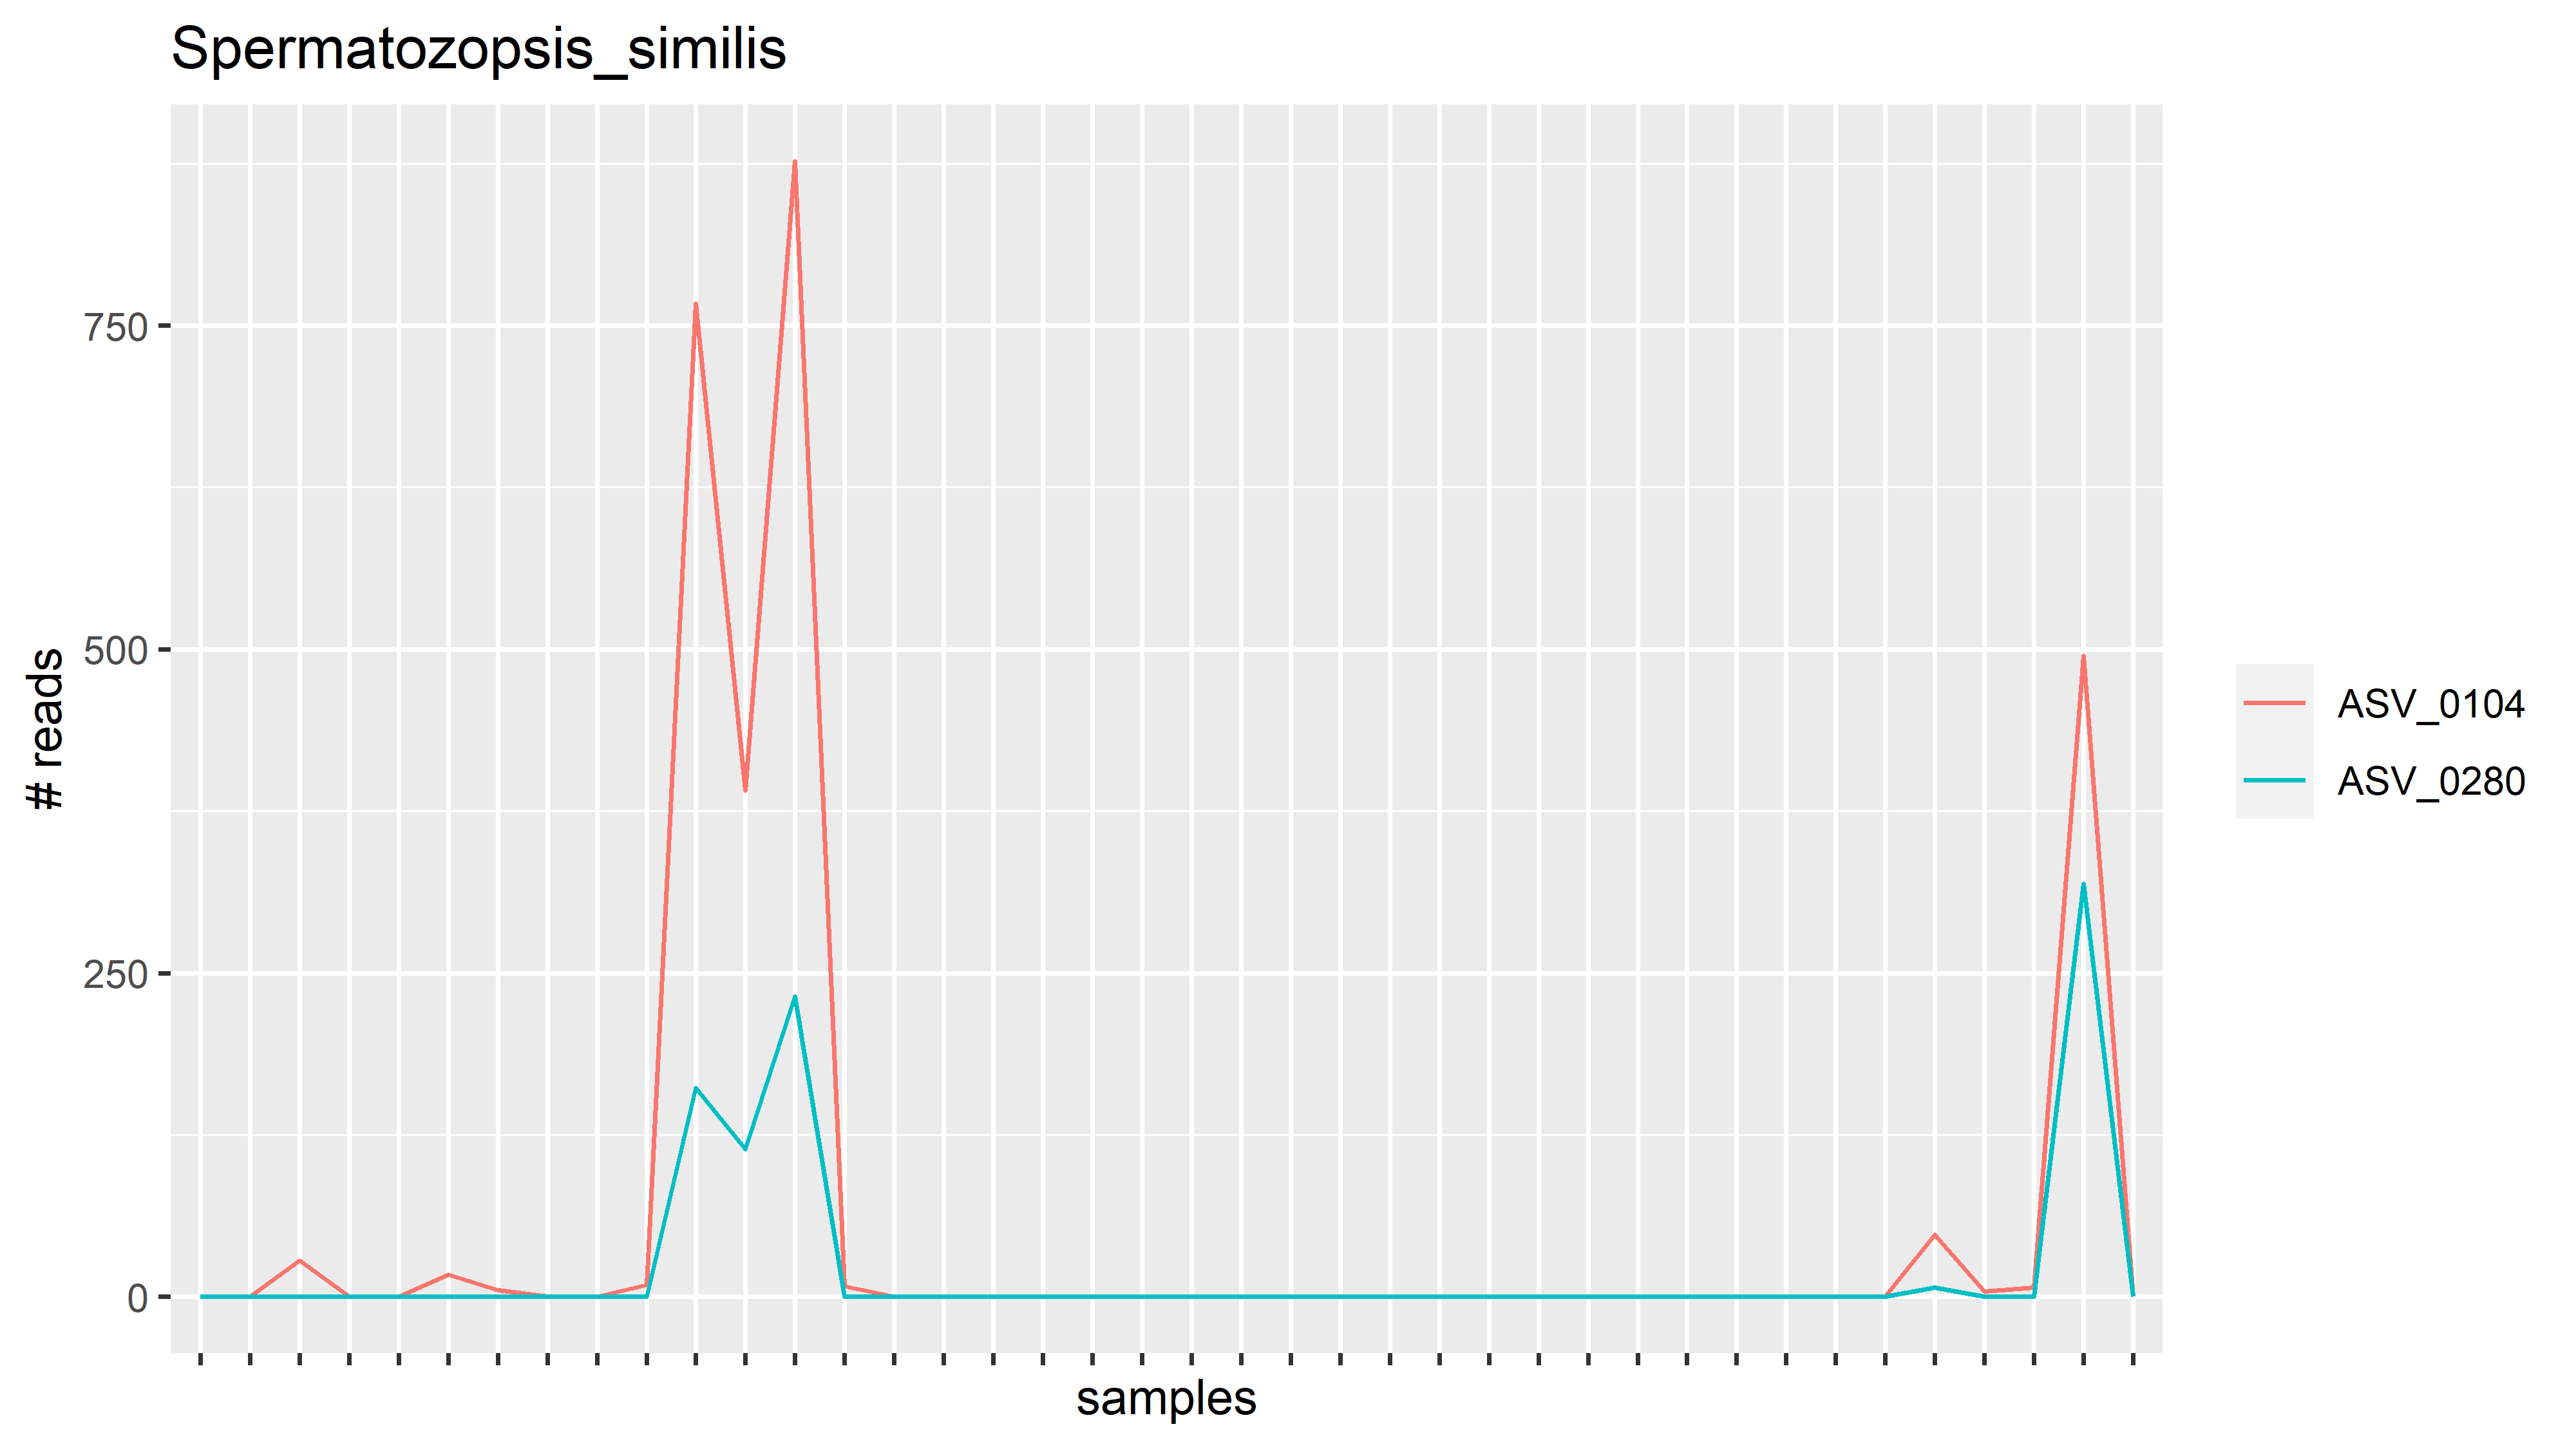 Spermatozopsis_similis
# reads
750
500
250
0
samples
ASV_0104
ASV_0280